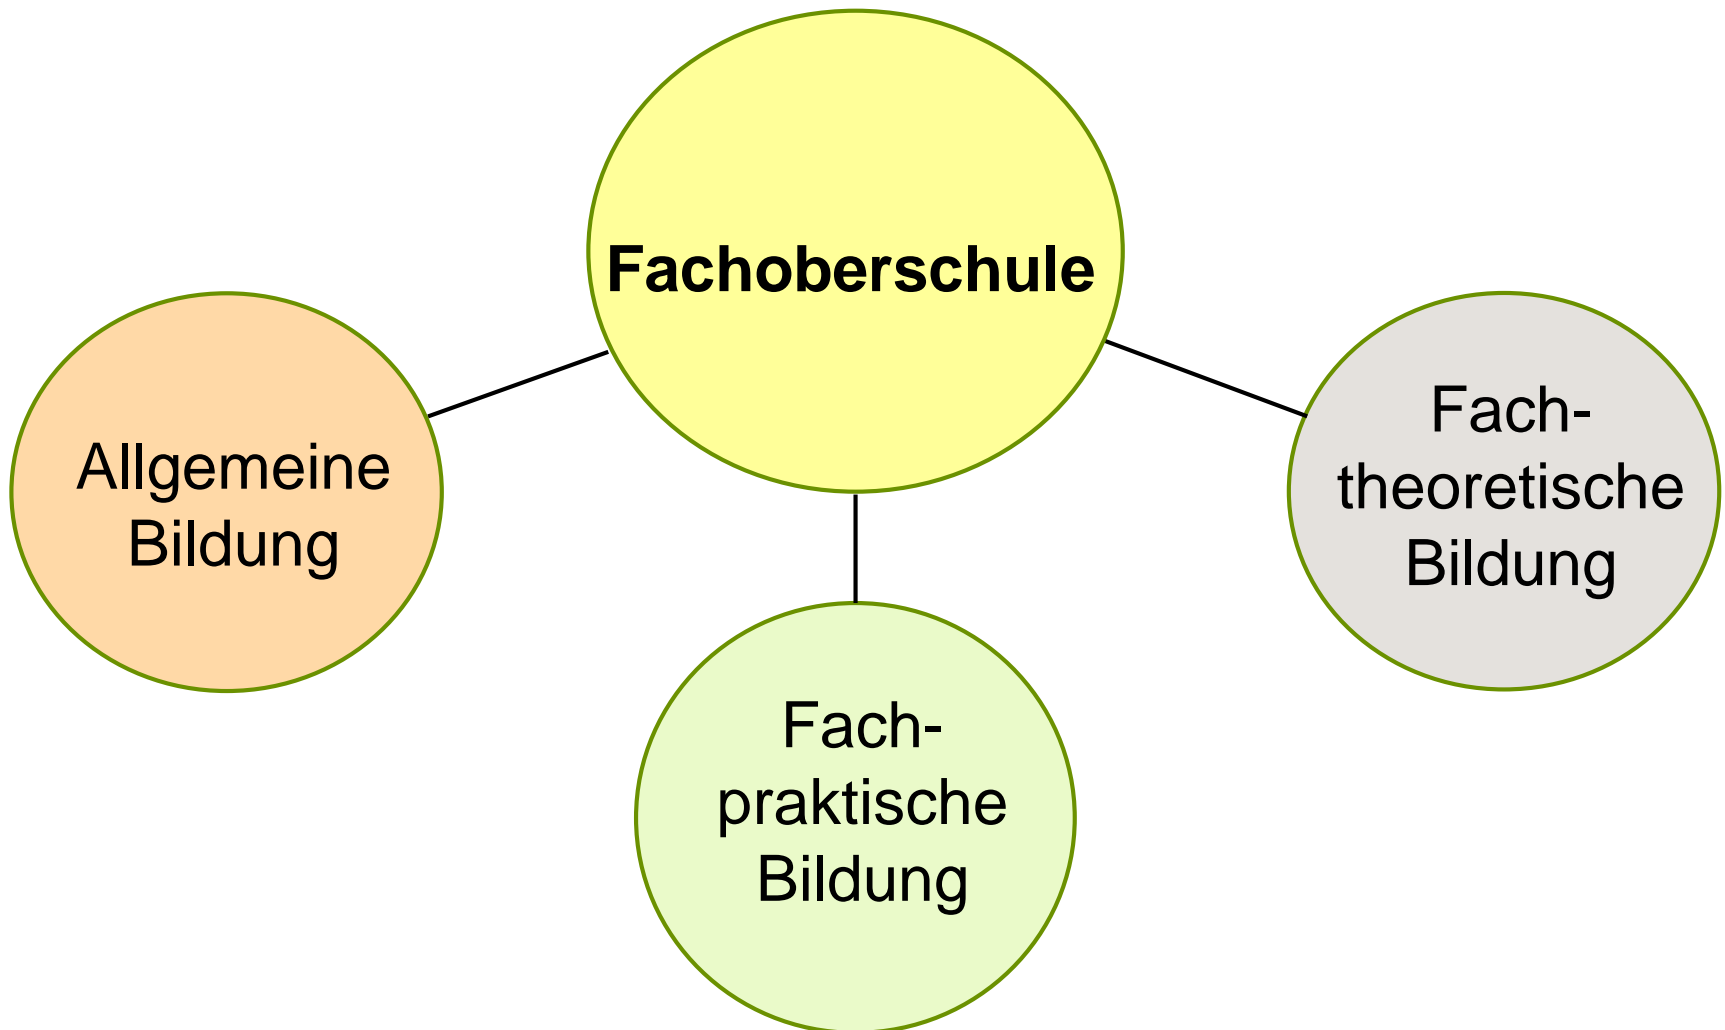 Fachoberschule
Allgemeine
Bildung
Fach-
praktische
Bildung
Fach-
theoretische
Bildung